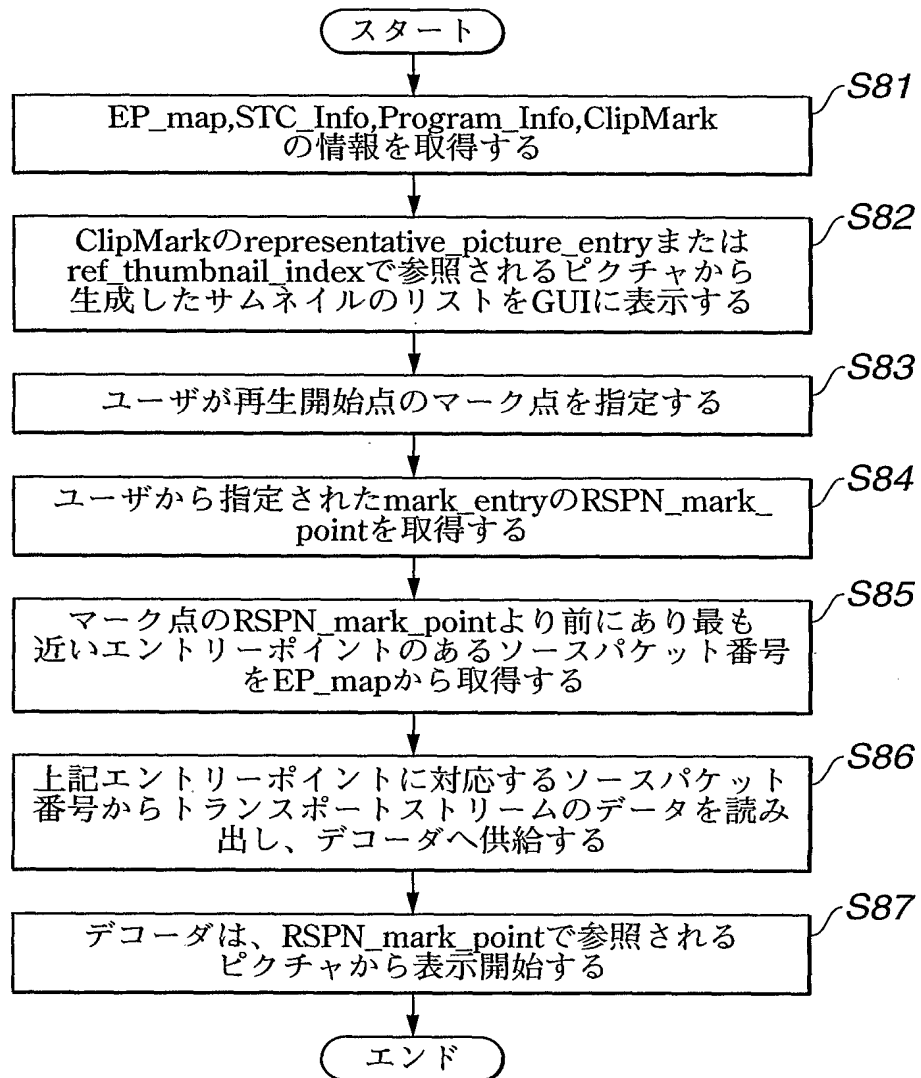 スタート
S81
EP_map,STC_Info,Program_Info,ClipMark
の情報を取得する
S82
ClipMarkのrepresentative_picture_entryまたは
ref_thumbnail_indexで参照されるピクチャから
生成したサムネイルのリストをGUIに表示する
S83
ユーザが再生開始点のマーク点を指定する
S84
ユーザから指定されたmark_entryのRSPN_mark_
pointを取得する
S85
マーク点のRSPN_mark_pointより前にあり最も
近いエントリーポイントのあるソースパケット番号
をEP_mapから取得する
S86
上記エントリーポイントに対応するソースパケット
番号からトランスポートストリームのデータを読み
出し、デコーダへ供給する
S87
デコーダは、RSPN_mark_pointで参照される
ピクチャから表示開始する
エンド